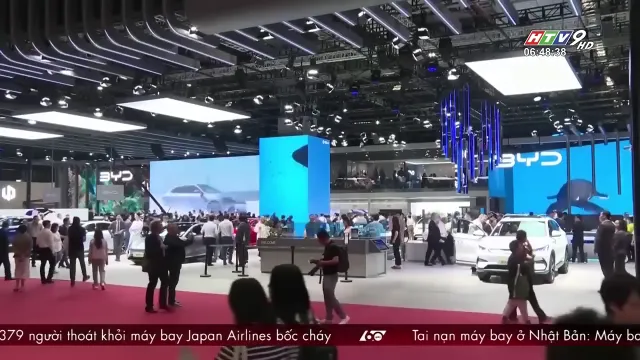 HTV9 HD
06:48:38
BYD
BYD
379 người thoát khỏi máy bay Japan Airlines bốc cháy
60
Tai nạn máy bay ở Nhật Bản: Máy ba